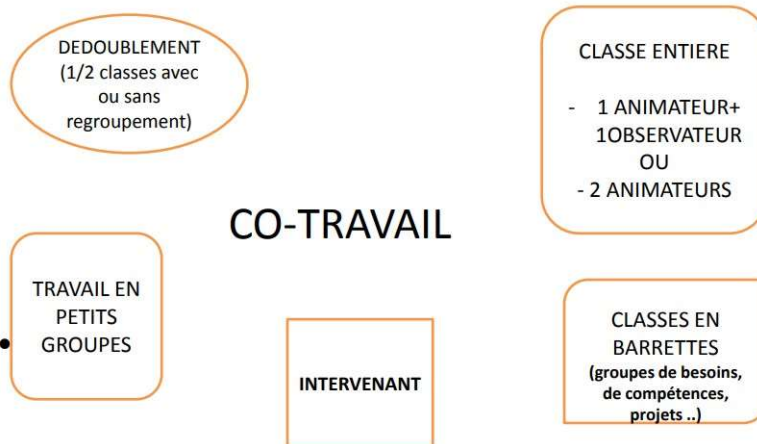 DEDOUBLEMENT
(1/2 classes avec
ou sans
regroupement)
CLASSE ENTIERE
- 1 ANIMATEUR+
1OBSERVATEUR
OU
- 2 ANIMATEURS
CO-TRAVAIL
TRAVAIL EN
PETITS
• GROUPES
INTERVENANT
CLASSES EN
BARRETTES
(groupes de besoins,
de compétences,
projets ..)